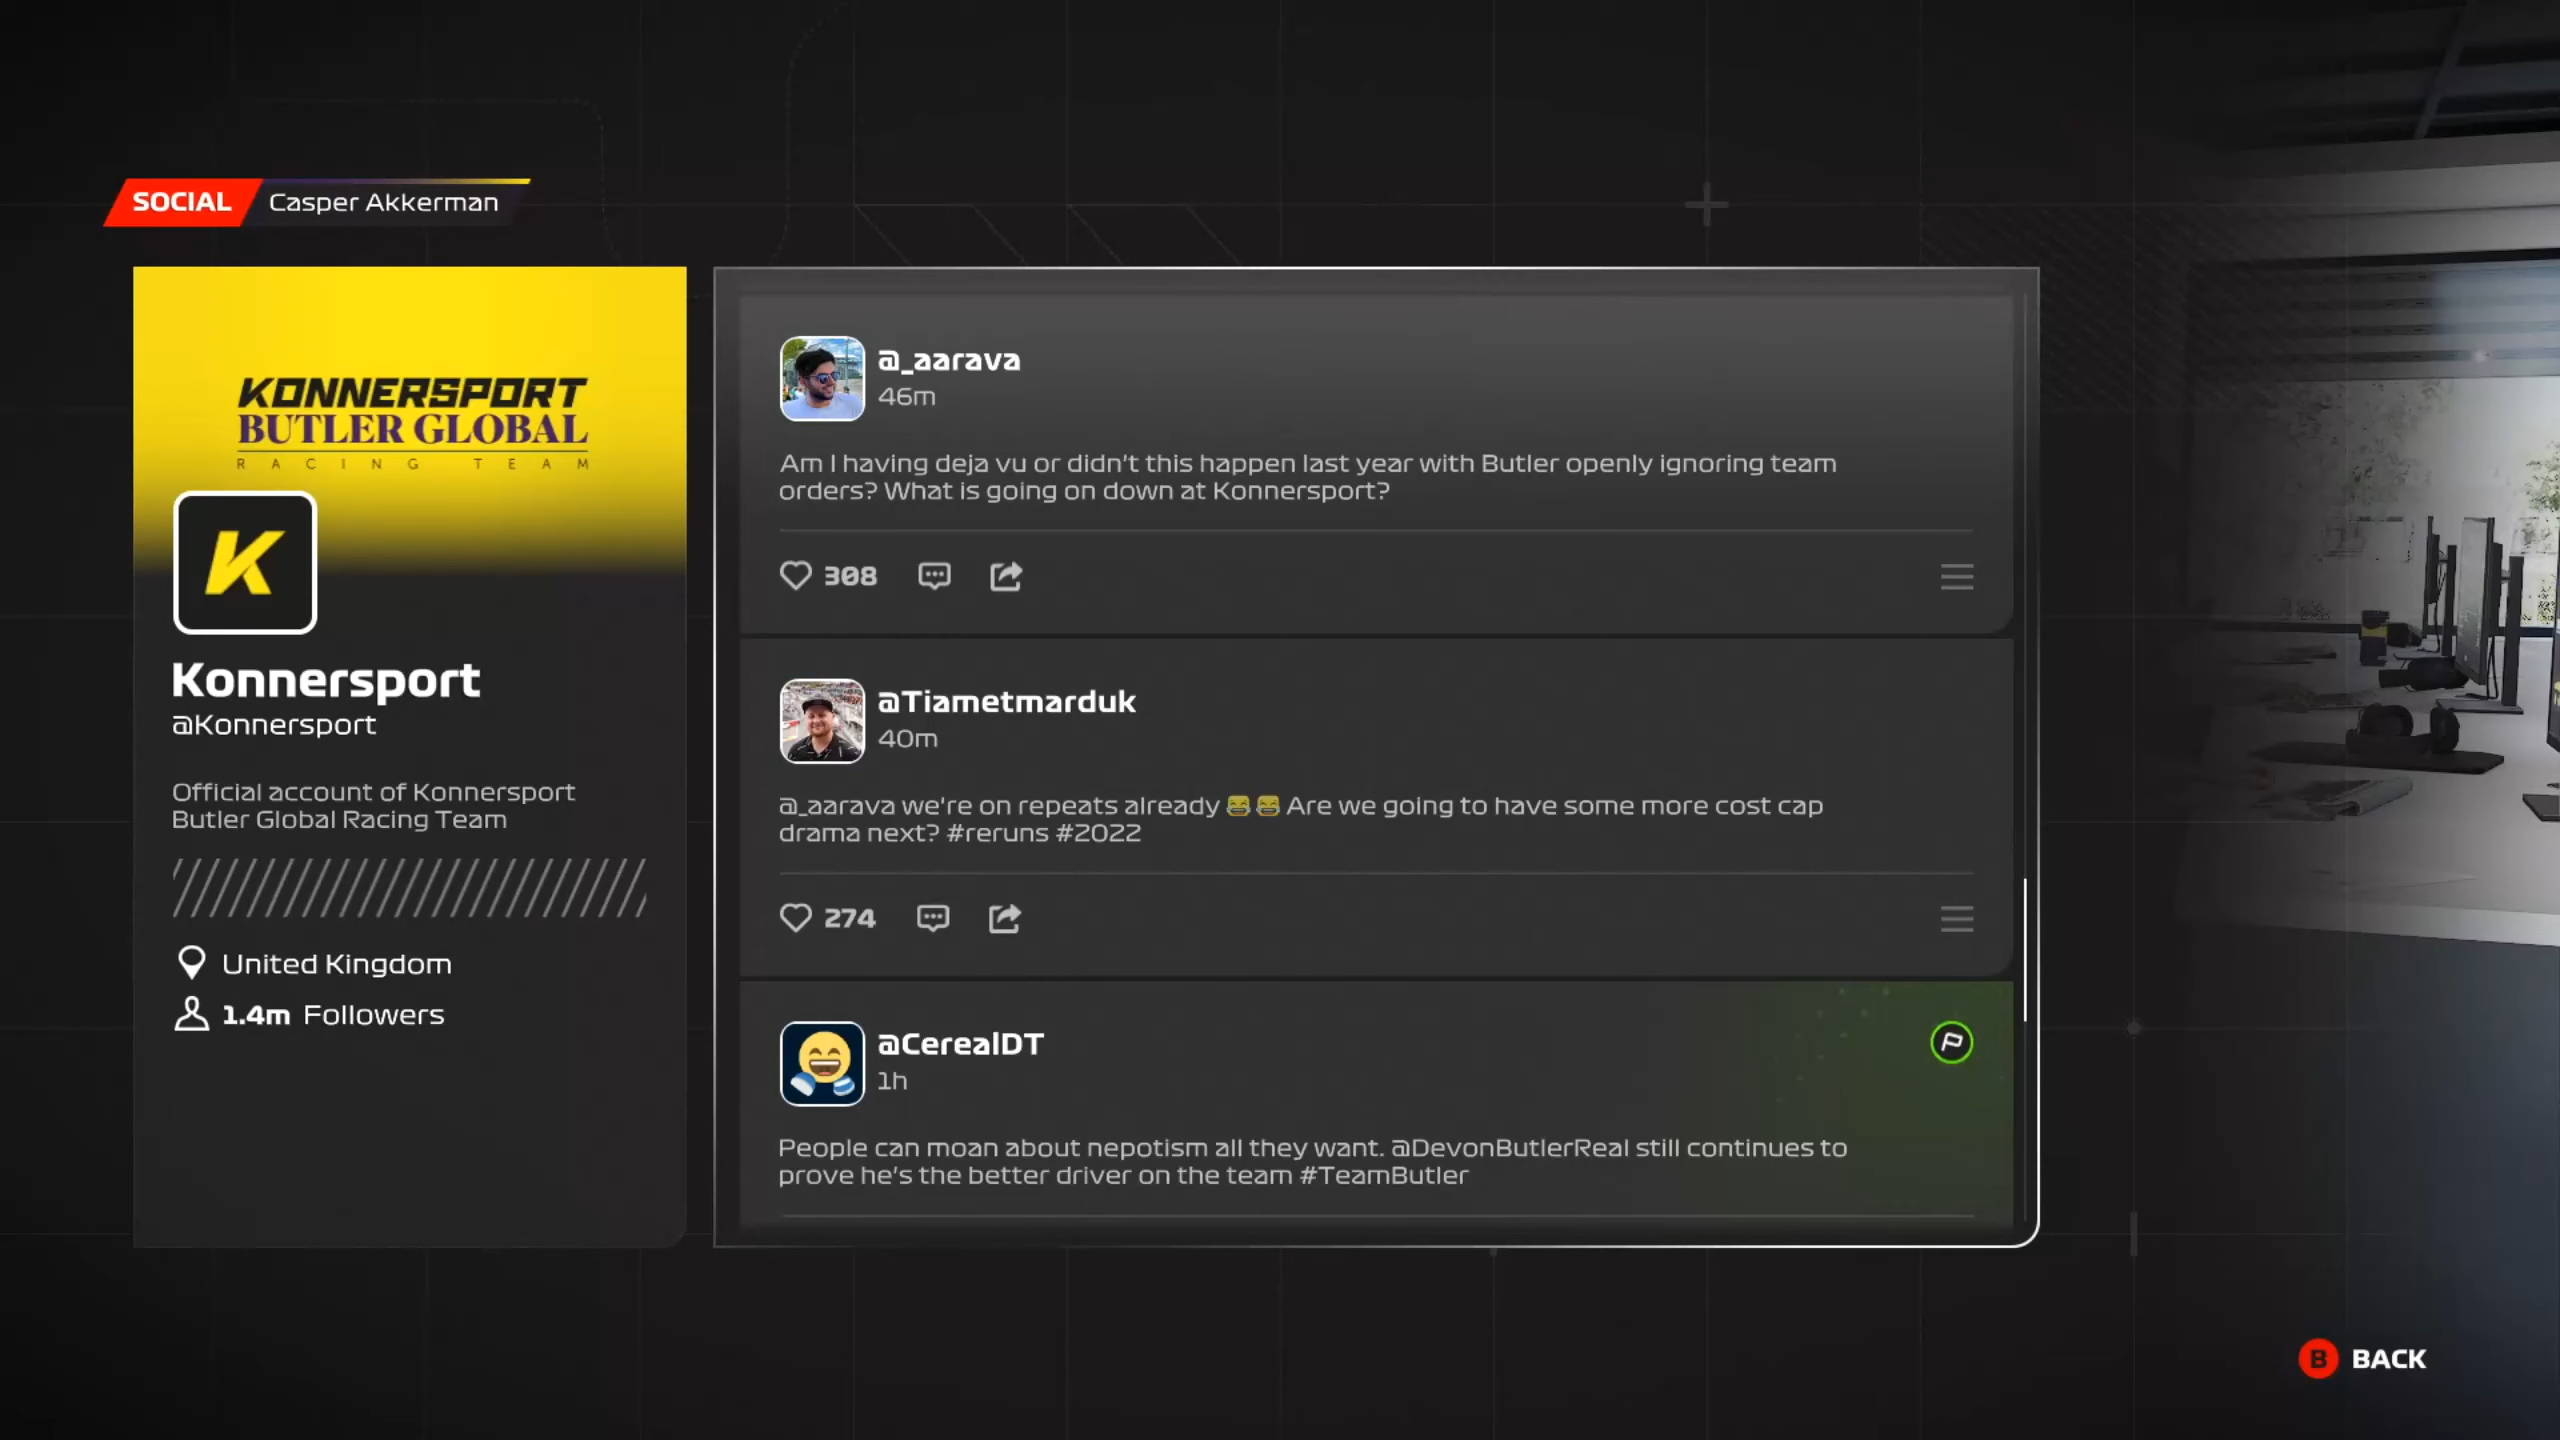 SOCIAL Casper Akkerman
KONNERSPORT
BUTLER GLOBAL
RACING TEAM
K
Konnersport
@Konnersport
Official account of Konnersport
Butler Global Racing Team
United Kingdom
1.4m Followers
@_aarava
46m
Am I having deja vu or didn't this happen last year with Butler openly ignoring team
orders? What is going on down at Konnersport?
308
@Tiametmarduk
40m
@_aarava we're on repeats already 😄😄 Are we going to have some more cost cap
drama next? #reruns #2022
274
@CerealDT
1h
People can moan about nepotism all they want. @DevonButlerReal still continues to
prove he's the better driver on the team #TeamButler
B BACK